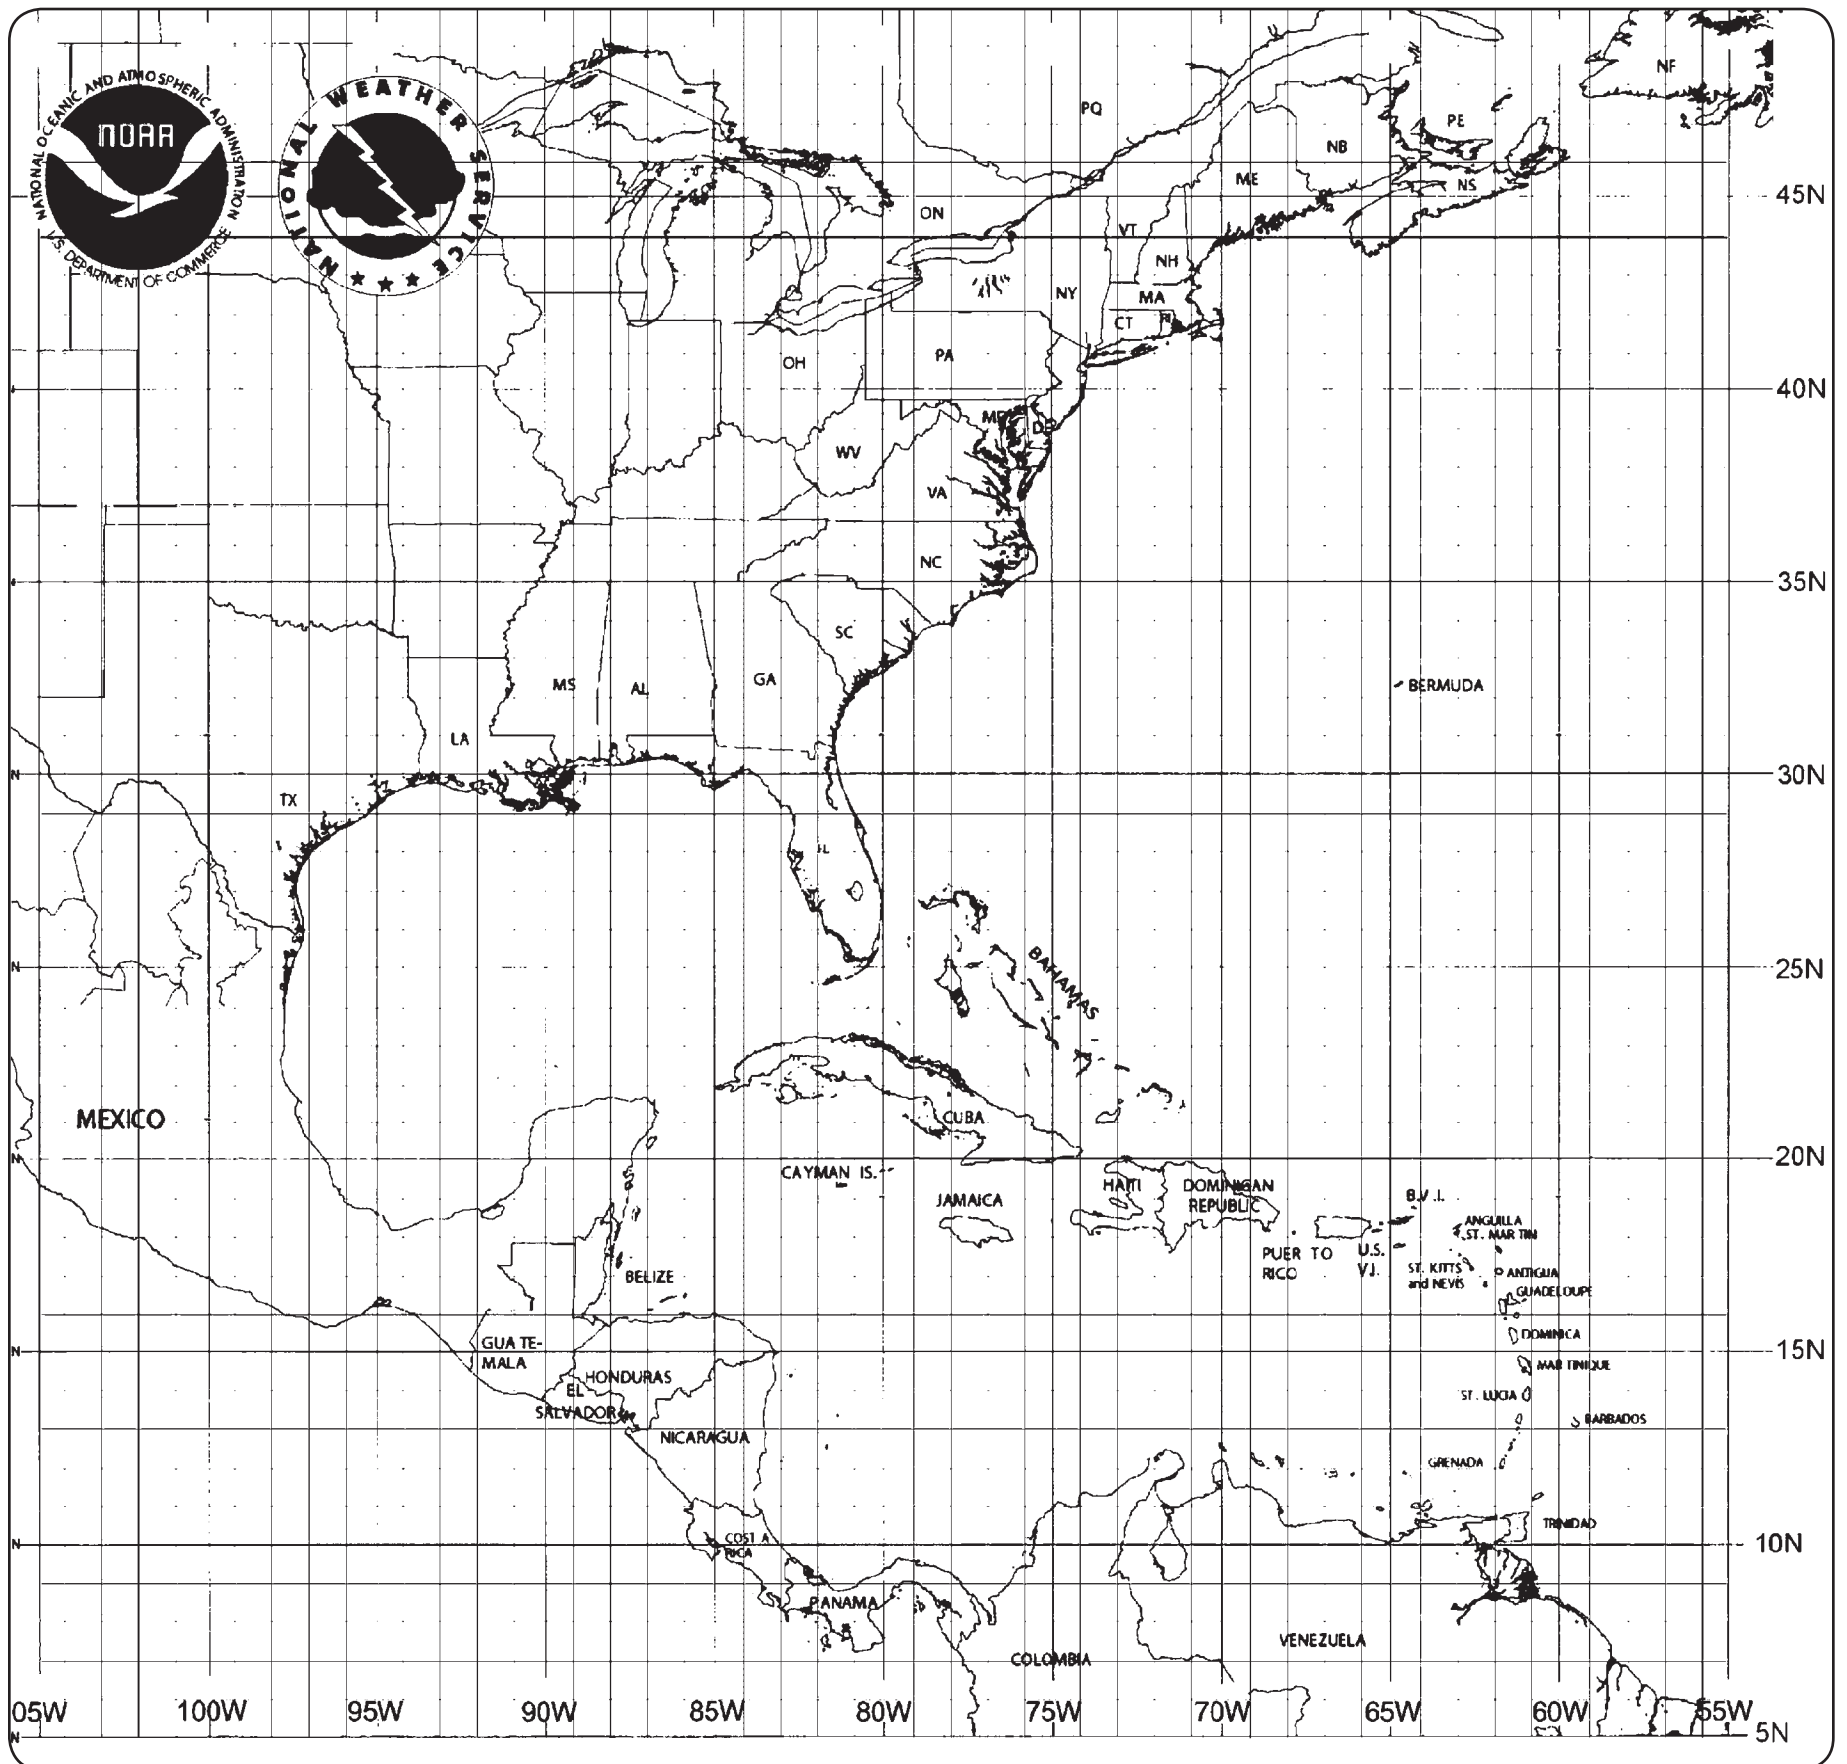 NATIONAL OCEANIC AND ATMOSPHERIC ADMINISTRATION
NOAA
U.S. DEPARTMENT OF COMMERCE
NATIONAL WEATHER SERVICE
NF
PQ
PE
NB
ME
NS
45N
ON
VT
NH
NY
MA
CT
RI
PA
OH
40N
DE
WV
VA
NC
35N
SC
MS
AL
GA
BERMUDA
LA
30N
TX
25N
BAHAMAS
MEXICO
CUBA
20N
CAYMAN IS.
JAMAICA
HAITI
DOMINICAN
REPUBLIC
B.V.I.
ANGUILLA
ST. MARTIN
PUERTO
RICO
U.S.
V.I.
ST. KITTS
and NEVIS
ANTIGUA
GUADELOUPE
BELIZE
DOMINICA
15N
GUATE-
MALA
HONDURAS
MARTINIQUE
EL
SALVADOR
ST. LUCIA
BARBADOS
NICARAGUA
GRENADA
TRINIDAD
COSTA
RICA
10N
PANAMA
VENEZUELA
COLOMBIA
05W
100W
95W
90W
85W
80W
75W
70W
65W
60W
55W
5N